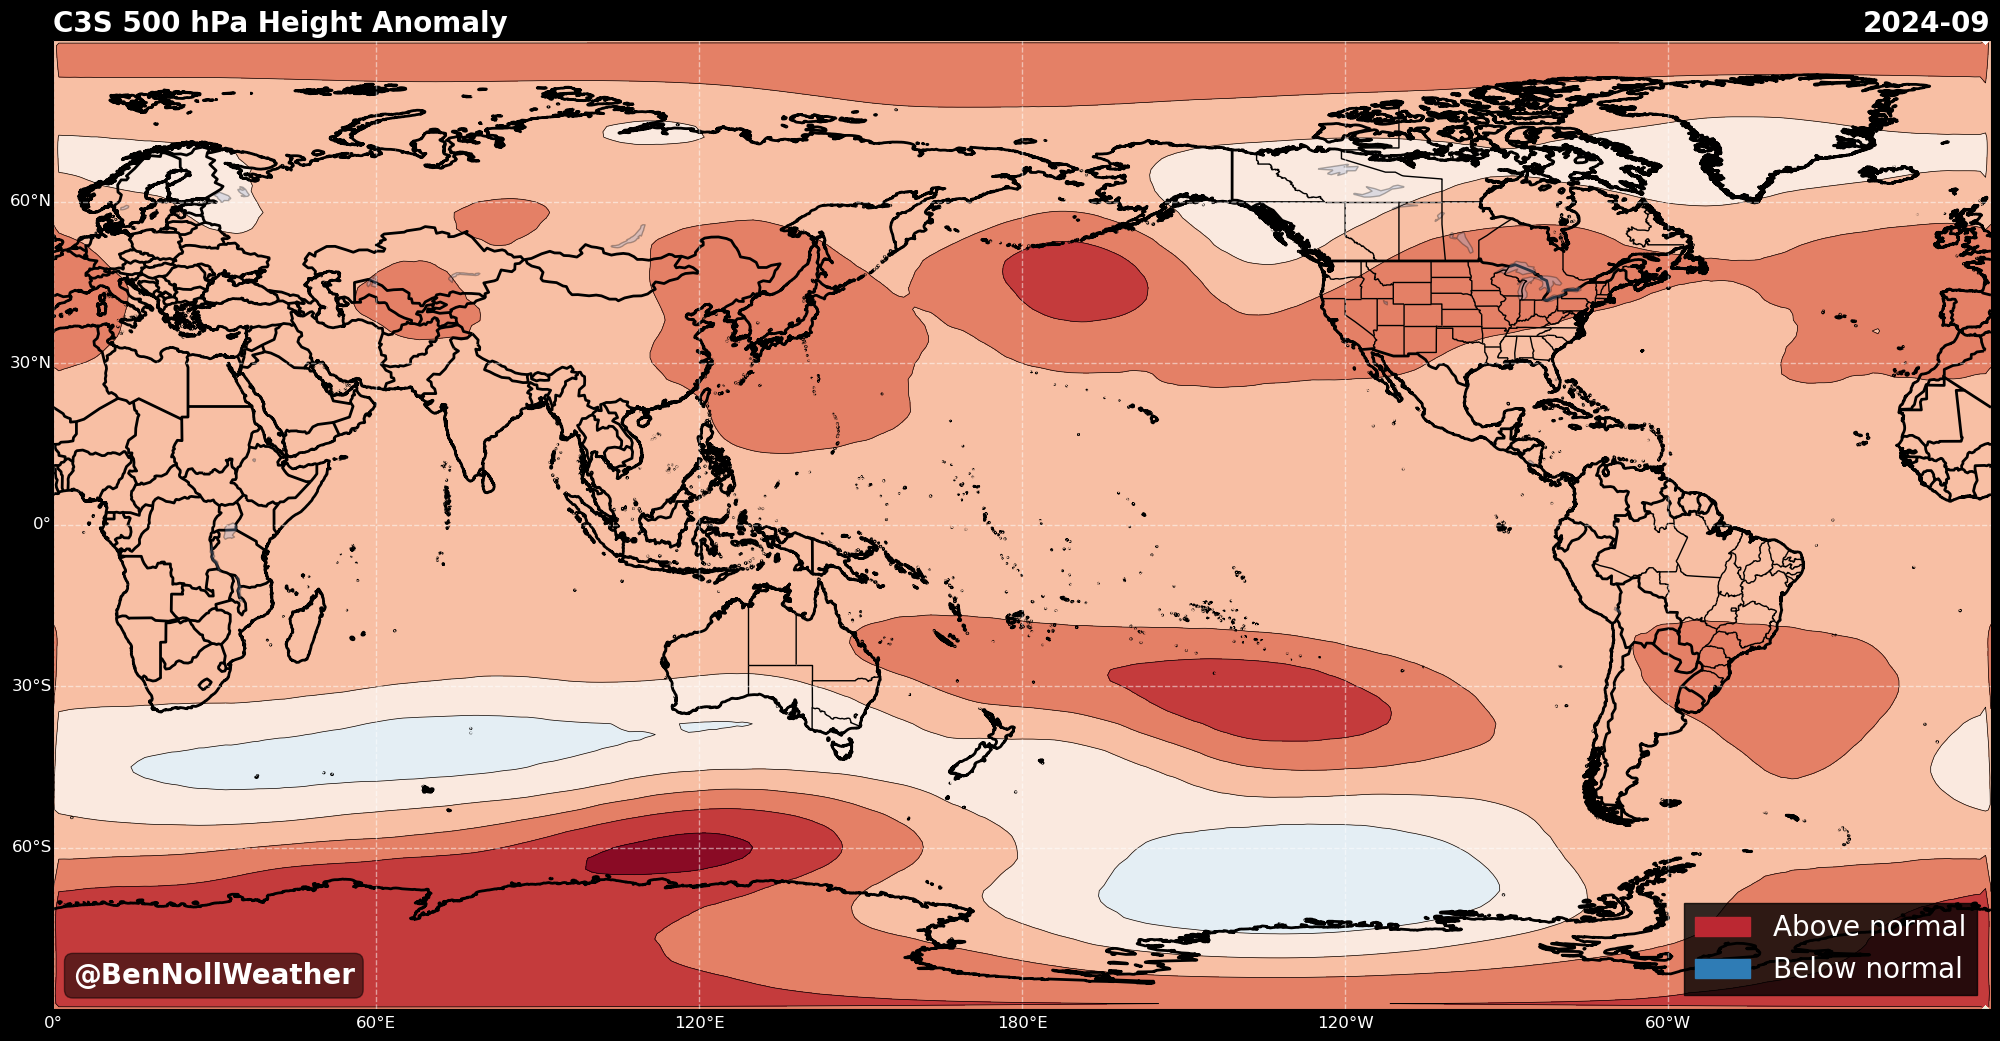 C3S 500 hPa Height Anomaly
2024-09
60°N
30°N
0°
30°S
60°S
Above normal
Below normal
@BenNollWeather
0°
60°E
120°E
180°E
120°W
60°W